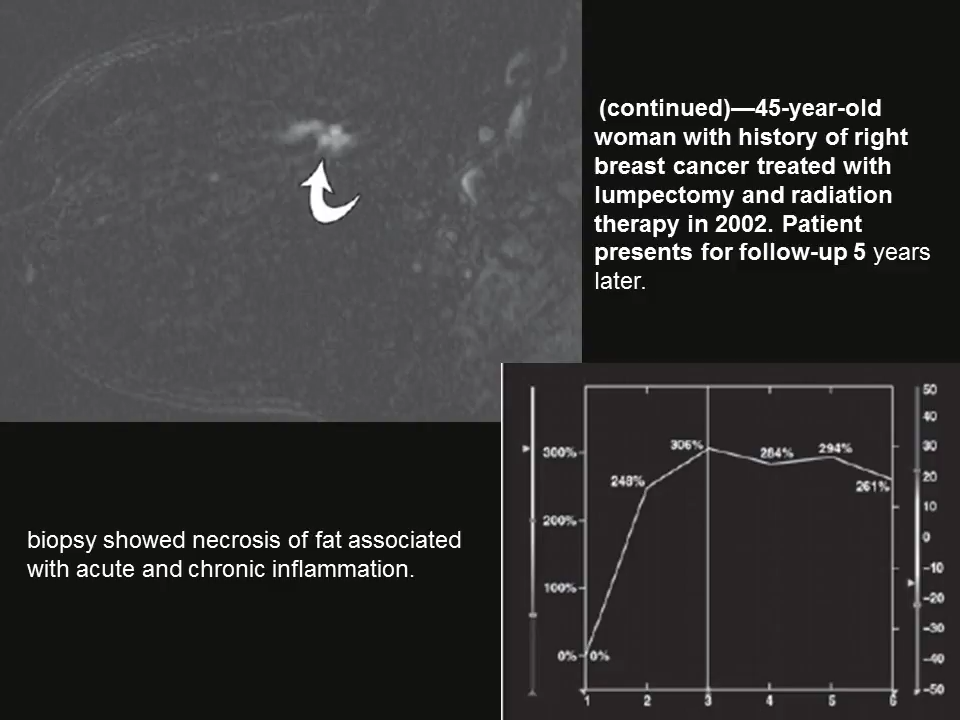 (continued)—45-year-old
woman with history of right
breast cancer treated with
lumpectomy and radiation
therapy in 2002. Patient
presents for follow-up 5 years
later.
biopsy showed necrosis of fat associated
with acute and chronic inflammation.
300%
200%
100%
0%
0%
248%
306%
284%
294%
261%
1 2 3 4 5 6
50
40
30
20
10
0
-10
-20
-30
-40
-50